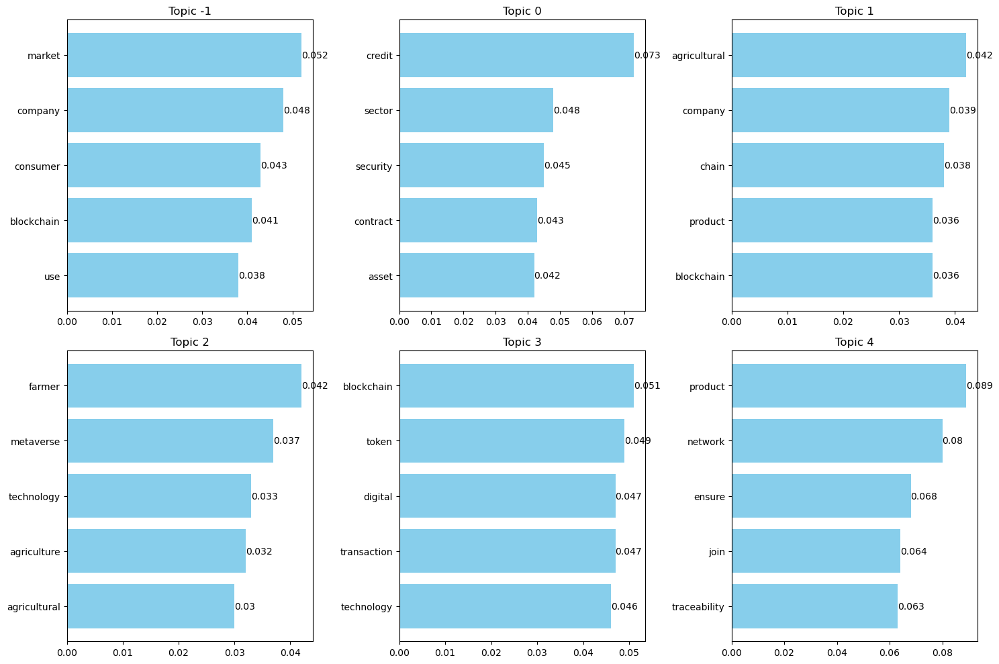 Topic -1
market 0.052
company 0.048
consumer 0.043
blockchain 0.041
use 0.038
0.00 0.01 0.02 0.03 0.04 0.05
Topic 0
credit 0.073
sector 0.048
security 0.045
contract 0.043
asset 0.042
0.00 0.01 0.02 0.03 0.04 0.05 0.06 0.07
Topic 1
agricultural 0.042
company 0.039
chain 0.038
product 0.036
blockchain 0.036
0.00 0.01 0.02 0.03 0.04
Topic 2
farmer 0.042
metaverse 0.037
technology 0.033
agriculture 0.032
agricultural 0.03
0.00 0.01 0.02 0.03 0.04
Topic 3
blockchain 0.051
token 0.049
digital 0.047
transaction 0.047
technology 0.046
0.00 0.01 0.02 0.03 0.04 0.05
Topic 4
product 0.089
network 0.08
ensure 0.068
join 0.064
traceability 0.063
0.00 0.02 0.04 0.06 0.08